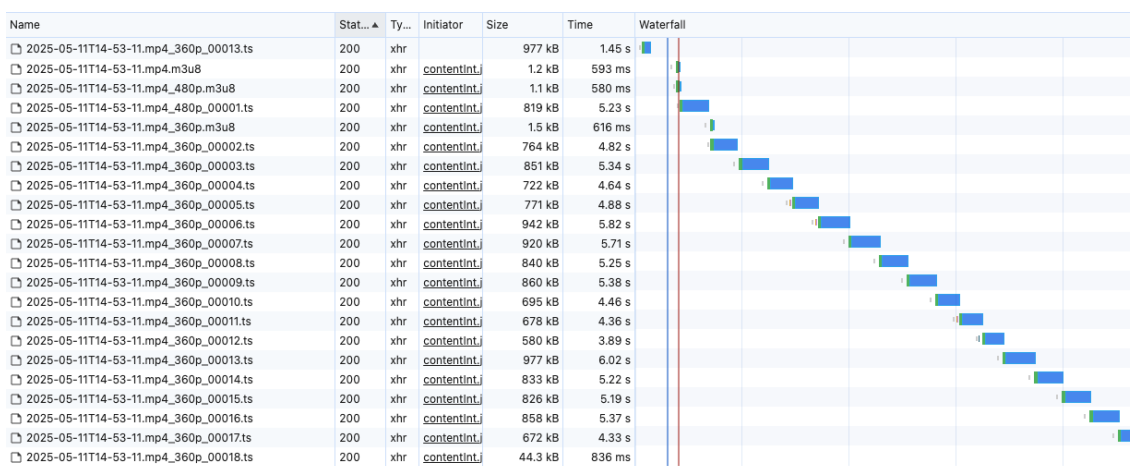 Name Stat... Ty... Initiator Size Time Waterfall
2025-05-11T14-53-11.mp4_360p_00013.ts 200 xhr 977 kB 1.45 s
2025-05-11T14-53-11.mp4.m3u8 200 xhr contentInt.j 1.2 kB 593 ms
2025-05-11T14-53-11.mp4_480p.m3u8 200 xhr contentInt.j 1.1 kB 580 ms
2025-05-11T14-53-11.mp4_480p_00001.ts 200 xhr contentInt.j 819 kB 5.23 s
2025-05-11T14-53-11.mp4_360p.m3u8 200 xhr contentInt.j 1.5 kB 616 ms
2025-05-11T14-53-11.mp4_360p_00002.ts 200 xhr contentInt.j 764 kB 4.82 s
2025-05-11T14-53-11.mp4_360p_00003.ts 200 xhr contentInt.j 851 kB 5.34 s
2025-05-11T14-53-11.mp4_360p_00004.ts 200 xhr contentInt.j 722 kB 4.64 s
2025-05-11T14-53-11.mp4_360p_00005.ts 200 xhr contentInt.j 771 kB 4.88 s
2025-05-11T14-53-11.mp4_360p_00006.ts 200 xhr contentInt.j 942 kB 5.82 s
2025-05-11T14-53-11.mp4_360p_00007.ts 200 xhr contentInt.j 920 kB 5.71 s
2025-05-11T14-53-11.mp4_360p_00008.ts 200 xhr contentInt.j 840 kB 5.25 s
2025-05-11T14-53-11.mp4_360p_00009.ts 200 xhr contentInt.j 860 kB 5.38 s
2025-05-11T14-53-11.mp4_360p_00010.ts 200 xhr contentInt.j 695 kB 4.46 s
2025-05-11T14-53-11.mp4_360p_00011.ts 200 xhr contentInt.j 678 kB 4.36 s
2025-05-11T14-53-11.mp4_360p_00012.ts 200 xhr contentInt.j 580 kB 3.89 s
2025-05-11T14-53-11.mp4_360p_00013.ts 200 xhr contentInt.j 977 kB 6.02 s
2025-05-11T14-53-11.mp4_360p_00014.ts 200 xhr contentInt.j 833 kB 5.22 s
2025-05-11T14-53-11.mp4_360p_00015.ts 200 xhr contentInt.j 826 kB 5.19 s
2025-05-11T14-53-11.mp4_360p_00016.ts 200 xhr contentInt.j 858 kB 5.37 s
2025-05-11T14-53-11.mp4_360p_00017.ts 200 xhr contentInt.j 672 kB 4.33 s
2025-05-11T14-53-11.mp4_360p_00018.ts 200 xhr contentInt.j 44.3 kB 836 ms